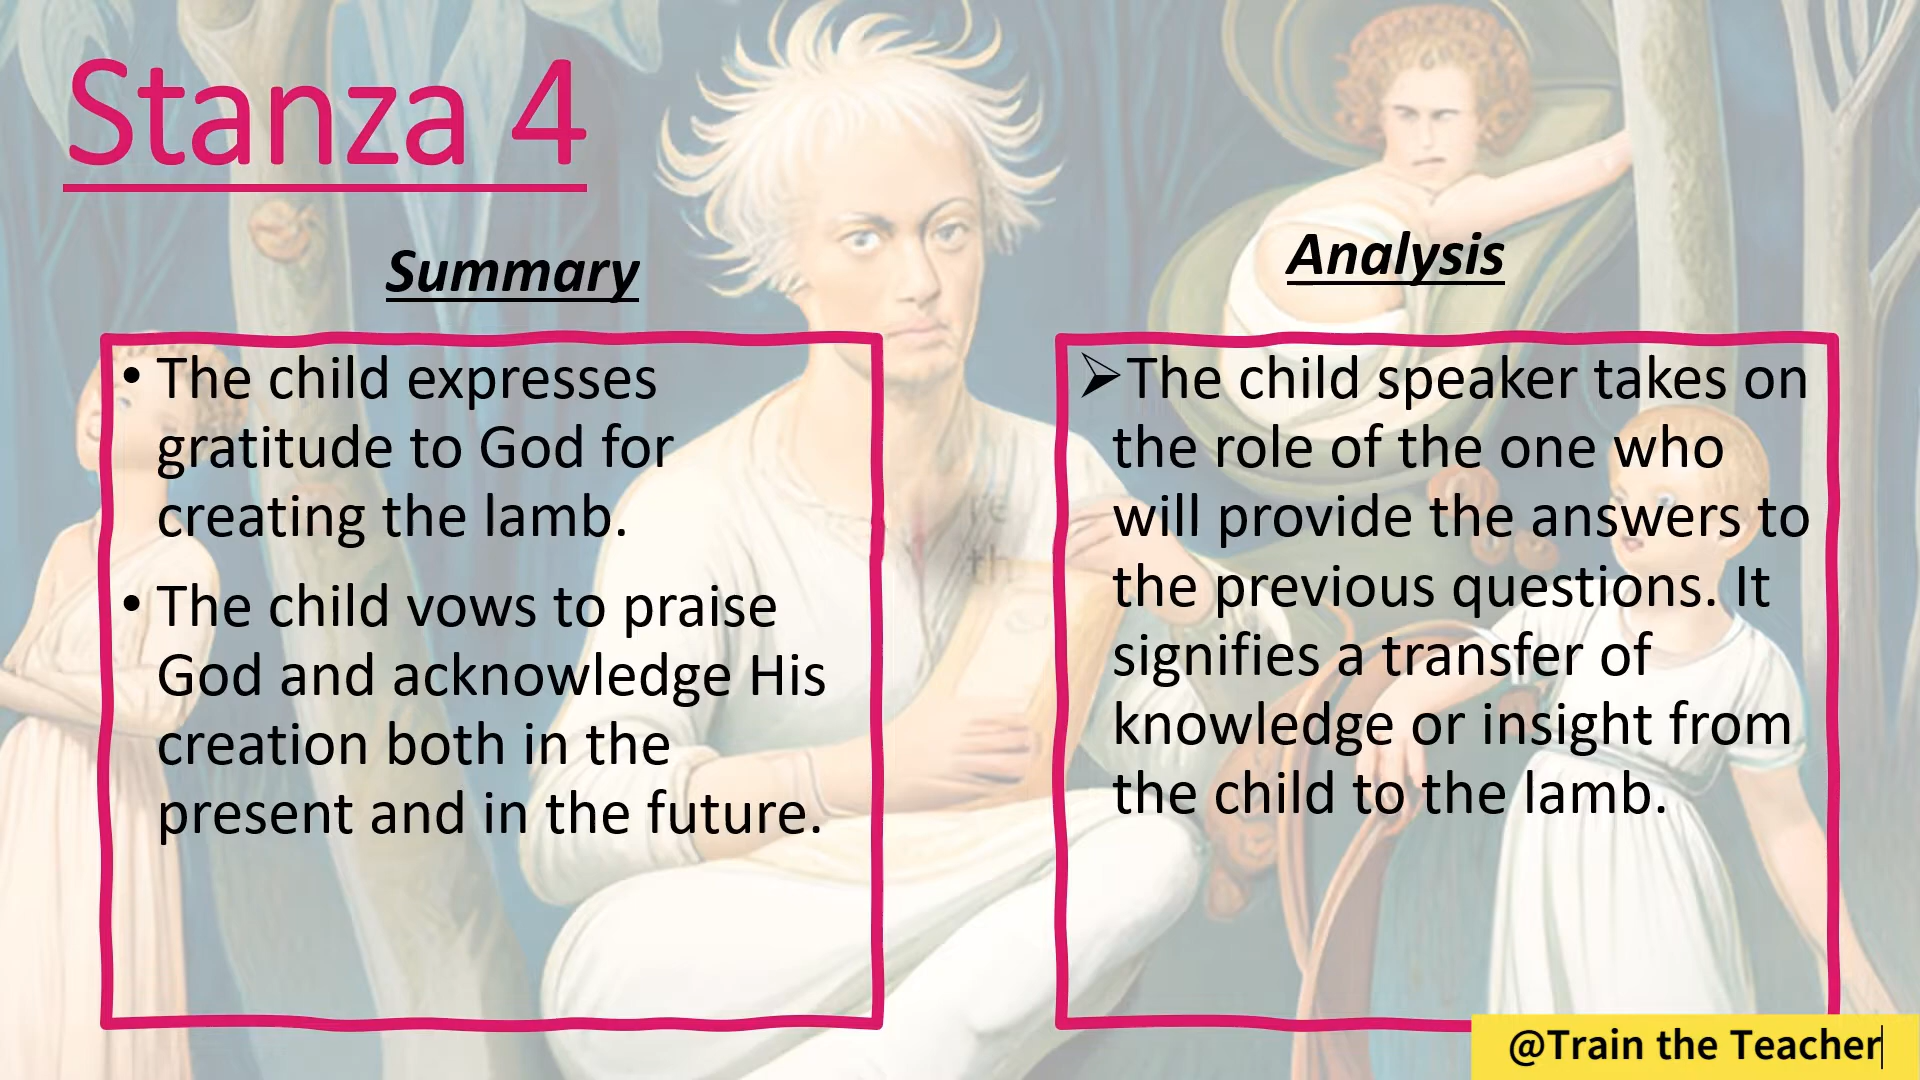 Stanza 4
Summary
• The child expresses
gratitude to God for
creating the lamb.
• The child vows to praise
God and acknowledge His
creation both in the
present and in the future.
Analysis
➢The child speaker takes on
the role of the one who
will provide the answers to
the previous questions. It
signifies a transfer of
knowledge or insight from
the child to the lamb.
@Train the Teacher